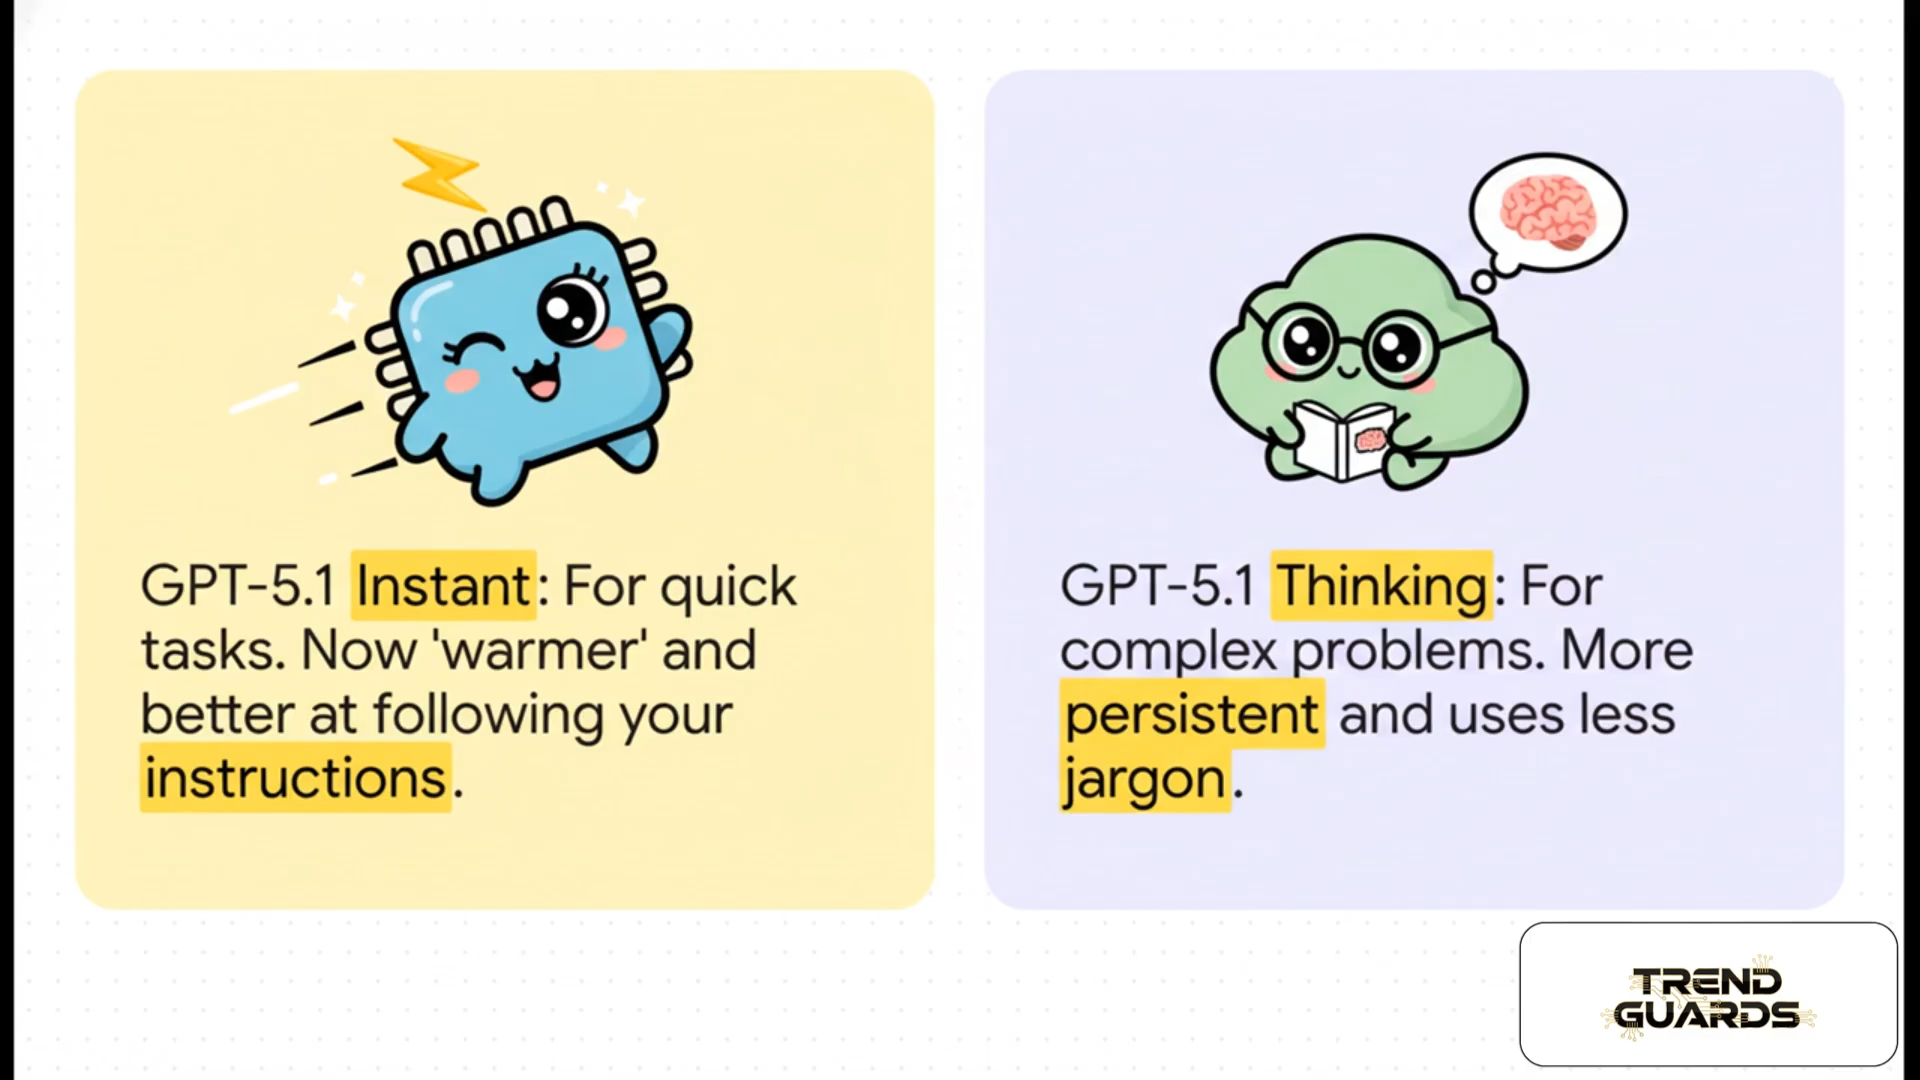 GPT-5.1 Instant: For quick
tasks. Now 'warmer' and
better at following your
instructions.
GPT-5.1 Thinking: For
complex problems. More
persistent and uses less
jargon.
TREND
GUARDS